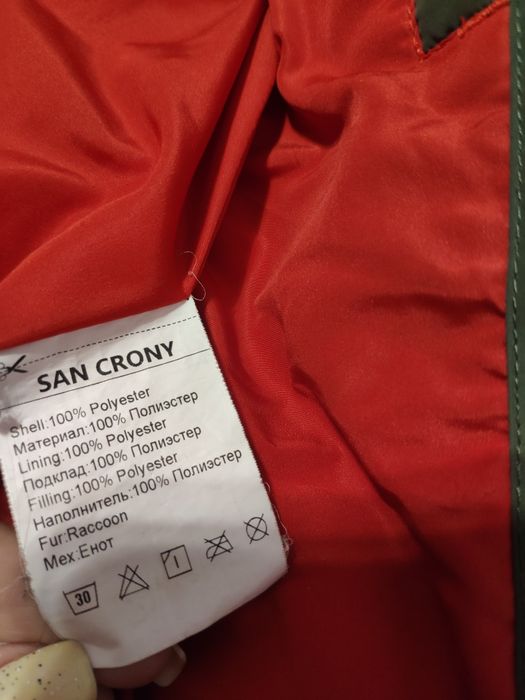 SAN CRONY
Shell:100% Polyester
Материал:100% Полиэстер
Lining:100% Polyester
Подклад:100% Полиэстер
Filling:100% Polyester
Наполнитель:100% Полиэстер
Fur:Raccoon
Мех:Енот
30